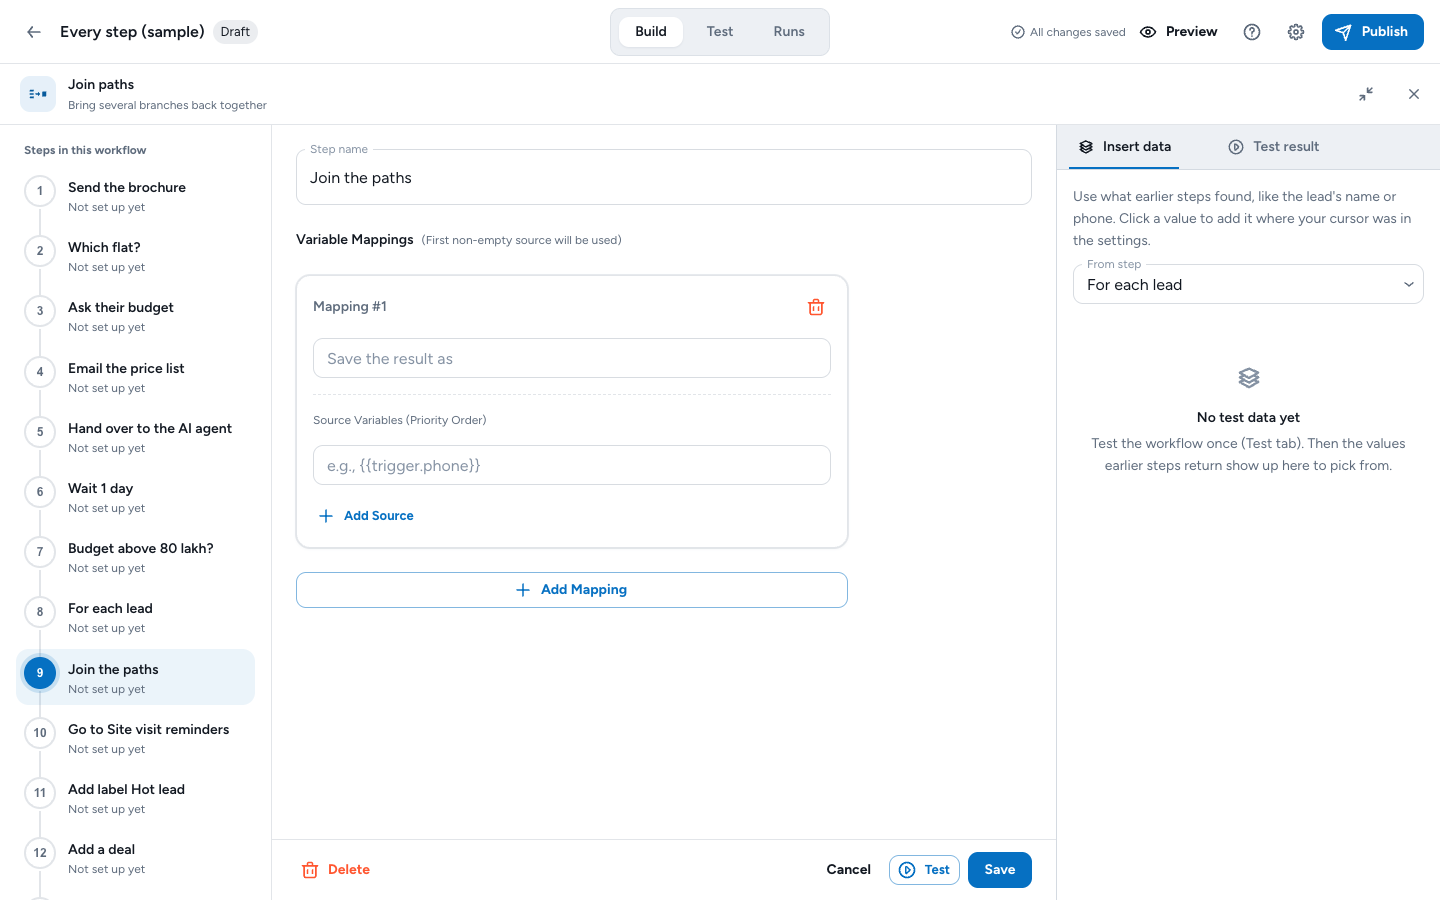 Every step (sample)
Draft
Build
Test
Runs
All changes saved
Preview
Publish
Join paths
Bring several branches back together
Steps in this workflow
1
Send the brochure
Not set up yet
2
Which flat?
Not set up yet
3
Ask their budget
Not set up yet
4
Email the price list
Not set up yet
5
Hand over to the AI agent
Not set up yet
6
Wait 1 day
Not set up yet
7
Budget above 80 lakh?
Not set up yet
8
For each lead
Not set up yet
9
Join the paths
Not set up yet
10
Go to Site visit reminders
Not set up yet
11
Add label Hot lead
Not set up yet
12
Add a deal
Not set up yet
Step name
Join the paths
Variable Mappings (First non-empty source will be used)
Mapping #1
Save the result as
Source Variables (Priority Order)
e.g., {{trigger.phone}}
Add Source
Add Mapping
Delete
Cancel
Test
Save
Insert data
Test result
Use what earlier steps found, like the lead's name or
phone. Click a value to add it where your cursor was in
the settings.
From step
For each lead
No test data yet
Test the workflow once (Test tab). Then the values
earlier steps return show up here to pick from.